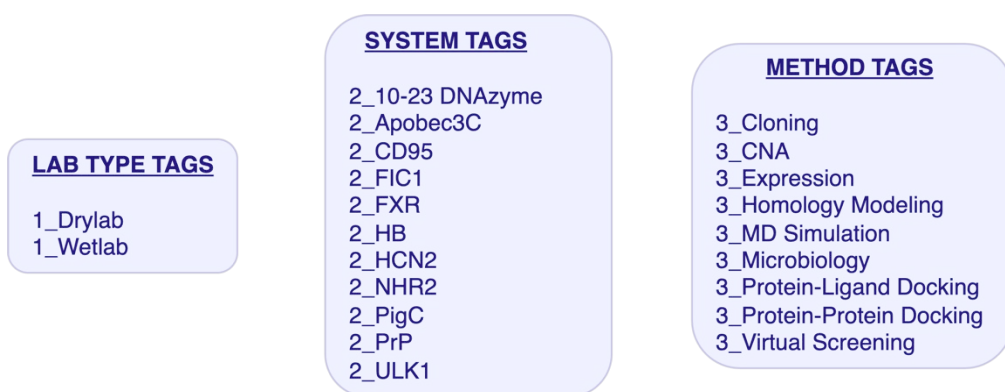 LAB TYPE TAGS
1_Drylab
1_Wetlab
SYSTEM TAGS
2_10-23 DNAzyme
2_Apobec3C
2_CD95
2_FIC1
2_FXR
2_HB
2_HCN2
2_NHR2
2_PigC
2_PrP
2_ULK1
METHOD TAGS
3_Cloning
3_CNA
3_Expression
3_Homology Modeling
3_MD Simulation
3_Microbiology
3_Protein-Ligand Docking
3_Protein-Protein Docking
3_Virtual Screening